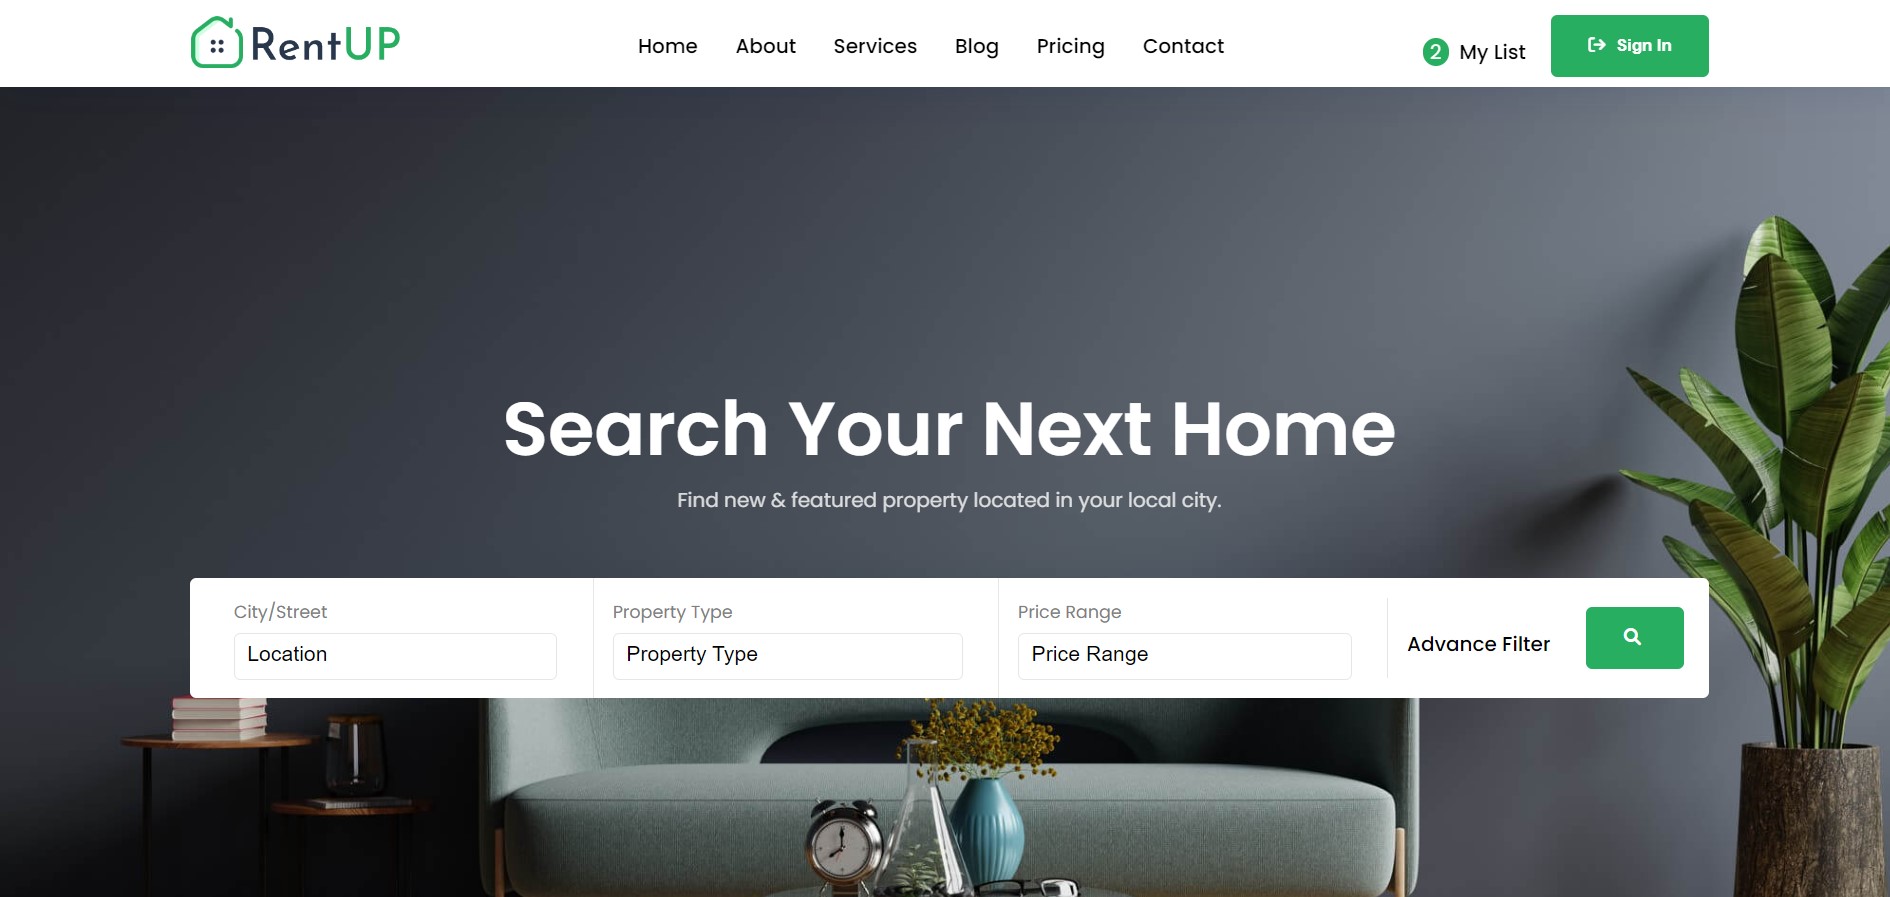 RentUP
Home About Services Blog Pricing Contact
2 My List
Sign In
Search Your Next Home
Find new & featured property located in your local city.
City/Street
Location
Property Type
Property Type
Price Range
Price Range
Advance Filter